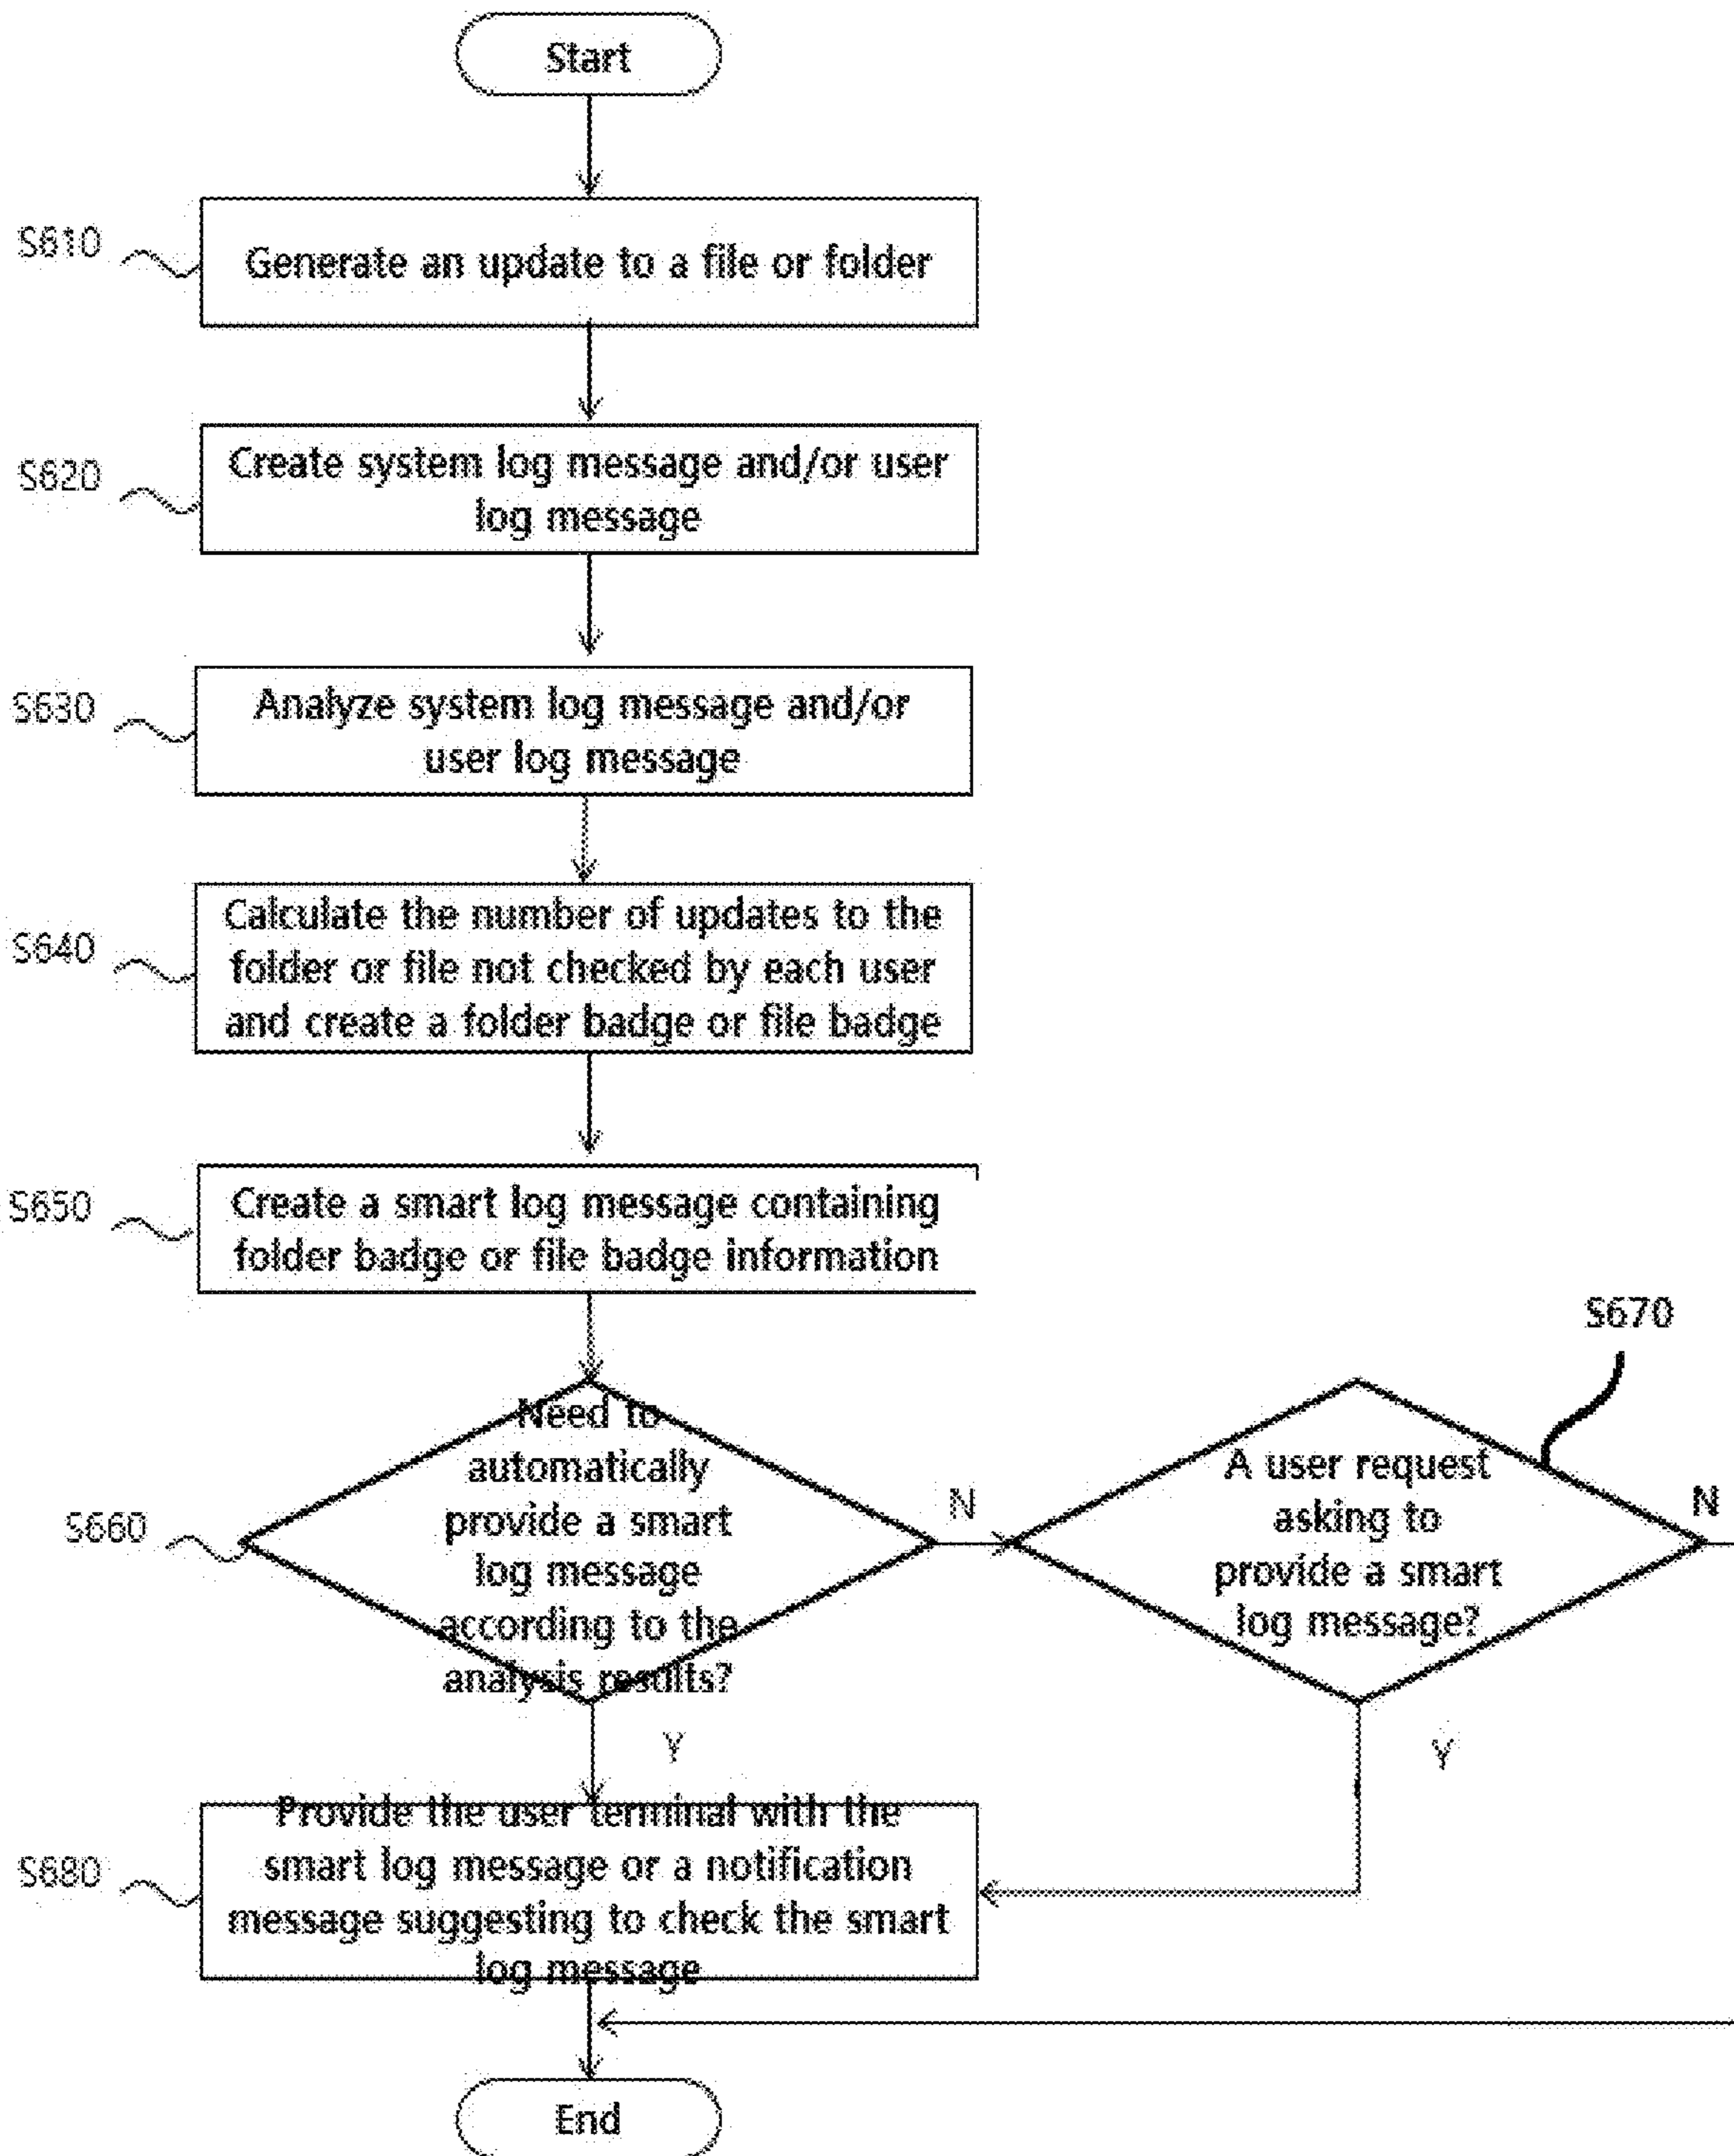 Start
S610
Generate an update to a file or folder
S620
Create system log message and/or user
log message
S630
Analyze system log message and/or
user log message
S640
Calculate the number of updates to the
folder or file not checked by each user
and create a folder badge or file badge
S650
Create a smart log message containing
folder badge or file badge information
S660
Need to
automatically
provide a smart
log message
according to the
analysis results?
N
Y
S670
A user request
asking to
provide a smart
log message?
N
Y
S680
Provide the user terminal with the
smart log message or a notification
message suggesting to check the smart
log message
End